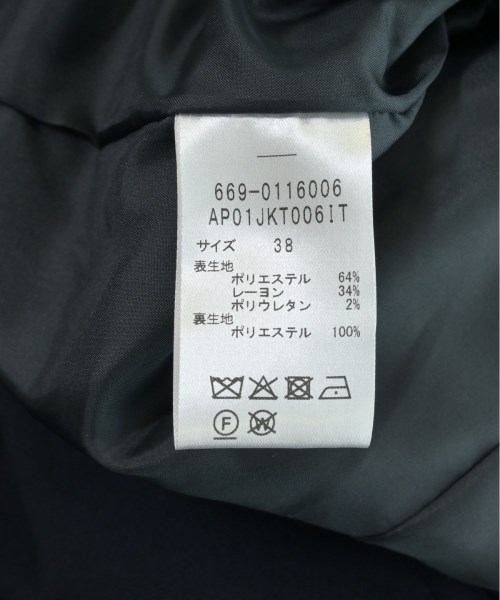 669-0116006
AP01JKT006IT
サイズ 38
表生地
ポリエステル 64%
レーヨン 34%
ポリウレタン 2%
裏生地
ポリエステル 100%
F W